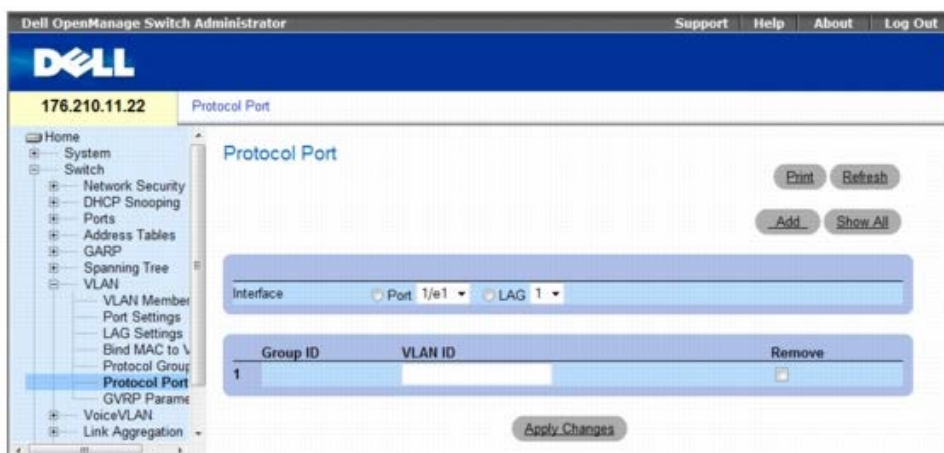 Dell OpenManage Switch Administrator Support Help About Log Out
DELL
176.210.11.22 Protocol Port
Home
System
Switch
Network Security
DHCP Snooping
Ports
Address Tables
GARP
Spanning Tree
VLAN
VLAN Member
Port Settings
LAG Settings
Bind MAC to V
Protocol Group
Protocol Port
GVRP Parame
VoiceVLAN
Link Aggregation
Protocol Port
Print Refresh
Add Show All
Interface Port 1/e1 LAG 1
Group ID VLAN ID Remove
1
Apply Changes